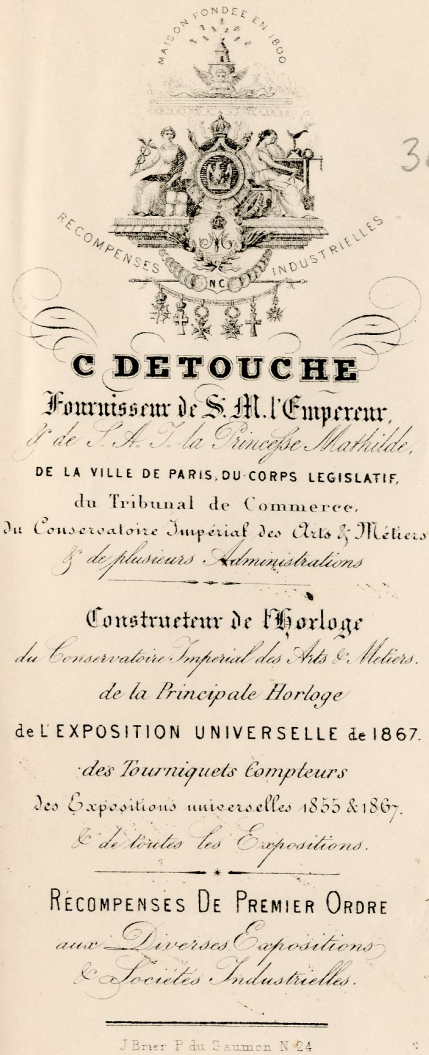 MAISON FONDÉE EN 1800
RÉCOMPENSES INDUSTRIELLES
N C
C DETOUCHE
Fournisseur de S. M. l'Empereur,
& de S. A. I. la Princesse Mathilde,
DE LA VILLE DE PARIS, DU CORPS LEGISLATIF,
du Tribunal de Commerce,
du Conservatoire Impérial des Arts & Métiers
& de plusieurs Administrations
Constructeur de l'Horloge
du Conservatoire Imperial des Arts & Metiers.
de la Principale Horloge
de L'EXPOSITION UNIVERSELLE de 1867.
des Tourniquets Compteurs
des Expositions universelles 1855 & 1867.
& de toutes les Expositions.
RÉCOMPENSES DE PREMIER ORDRE
aux Diverses Expositions
& Sociétés Industrielles.
J Brier P. du Saumon N 24